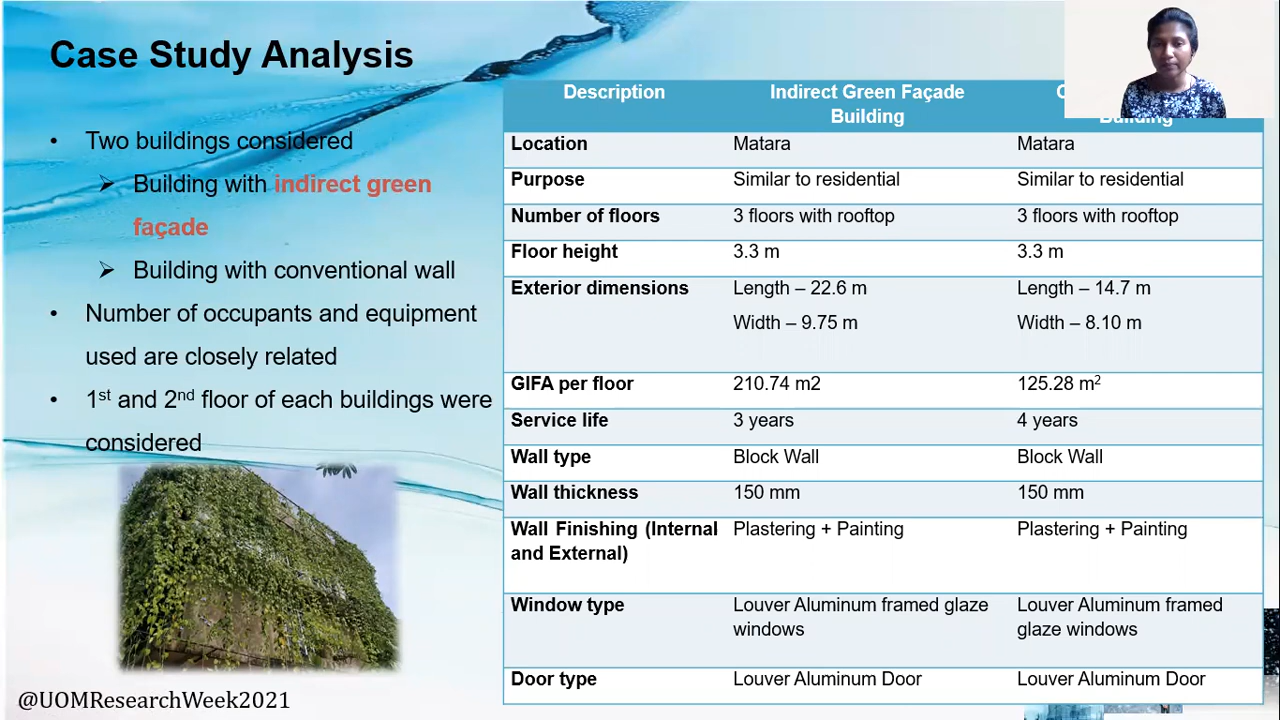 Case Study Analysis
• Two buildings considered
➢ Building with indirect green
façade
➢ Building with conventional wall
• Number of occupants and equipment
used are closely related
• 1st and 2nd floor of each buildings were
considered
Description Indirect Green Façade
Building Building
Location Matara Matara
Purpose Similar to residential Similar to residential
Number of floors 3 floors with rooftop 3 floors with rooftop
Floor height 3.3 m 3.3 m
Exterior dimensions Length – 22.6 m Length – 14.7 m
Width – 9.75 m Width – 8.10 m
GIFA per floor 210.74 m2 125.28 m²
Service life 3 years 4 years
Wall type Block Wall Block Wall
Wall thickness 150 mm 150 mm
Wall Finishing (Internal Plastering + Painting Plastering + Painting
and External)
Window type Louver Aluminum framed glaze Louver Aluminum framed
windows glaze windows
Door type Louver Aluminum Door Louver Aluminum Door
@UOMResearchWeek2021